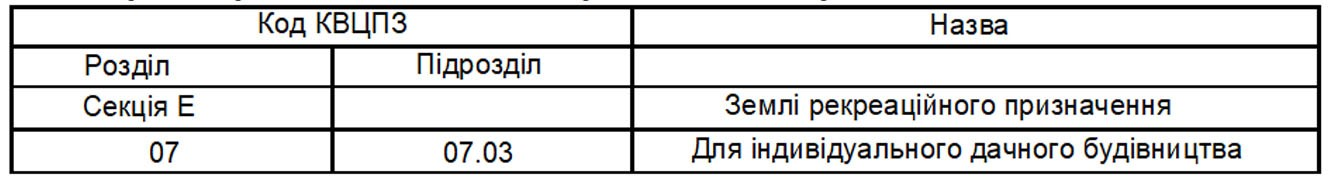 Код КВЦПЗ Назва
Розділ Підрозділ
Секція Е Землі рекреаційного призначення
07 07.03 Для індивідуального дачного будівництва